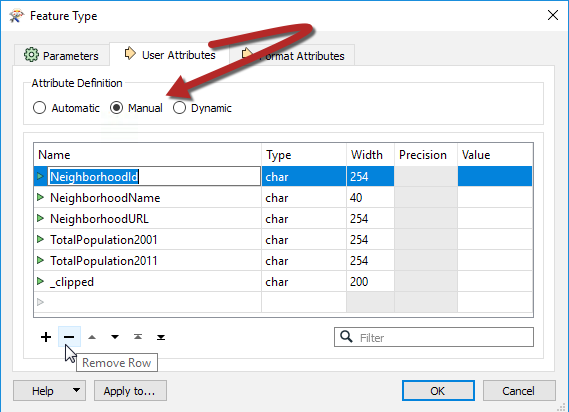 Feature Type
Parameters User Attributes Format Attributes
Attribute Definition
Automatic Manual Dynamic
Name Type Width Precision Value
NeighborhoodId char 254
NeighborhoodName char 40
NeighborhoodURL char 254
TotalPopulation2001 char 254
TotalPopulation2011 char 254
_clipped char 200
Filter
Remove Row
Help Apply to... OK Cancel